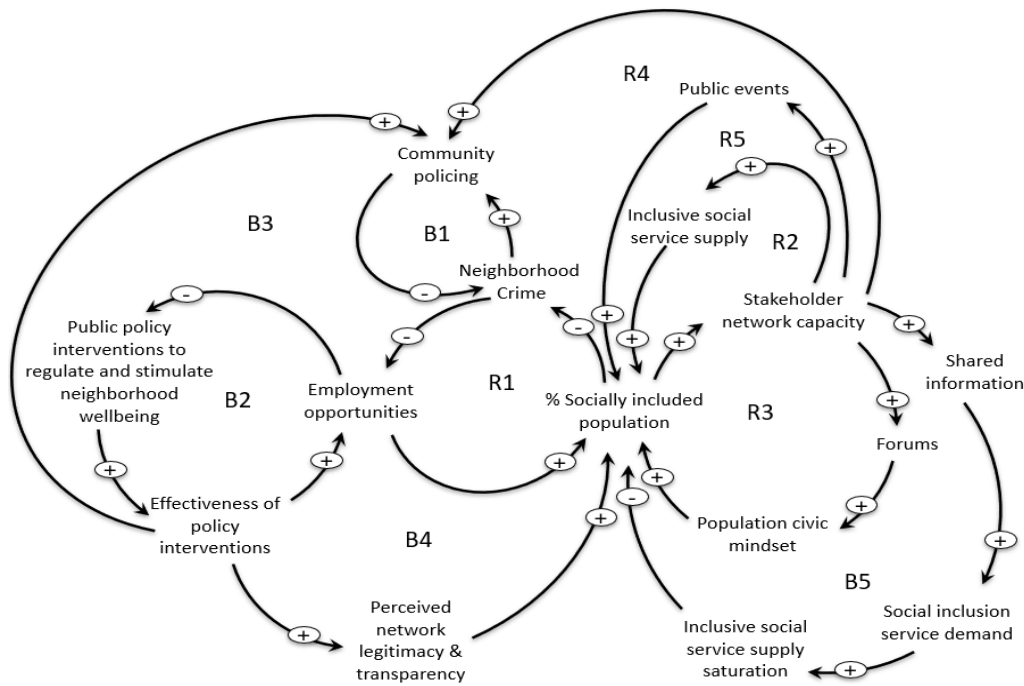 R4
Public events
+
+
R5
+
Community
policing
+
Inclusive social
service supply
B3
+
B1
R2
Neighborhood
Crime
-
-
Stakeholder
network capacity
+
-
-
+
+
+
Public policy
interventions to
regulate and stimulate
neighborhood
wellbeing
B2
Employment
opportunities
R1
% Socially included
population
R3
Shared
information
+
Forums
+
+
+
+
-
+
+
Effectiveness of
policy
interventions
B4
Population civic
mindset
+
B5
Perceived
network
legitimacy &
transparency
+
Inclusive social
service supply
saturation
Social inclusion
service demand
+